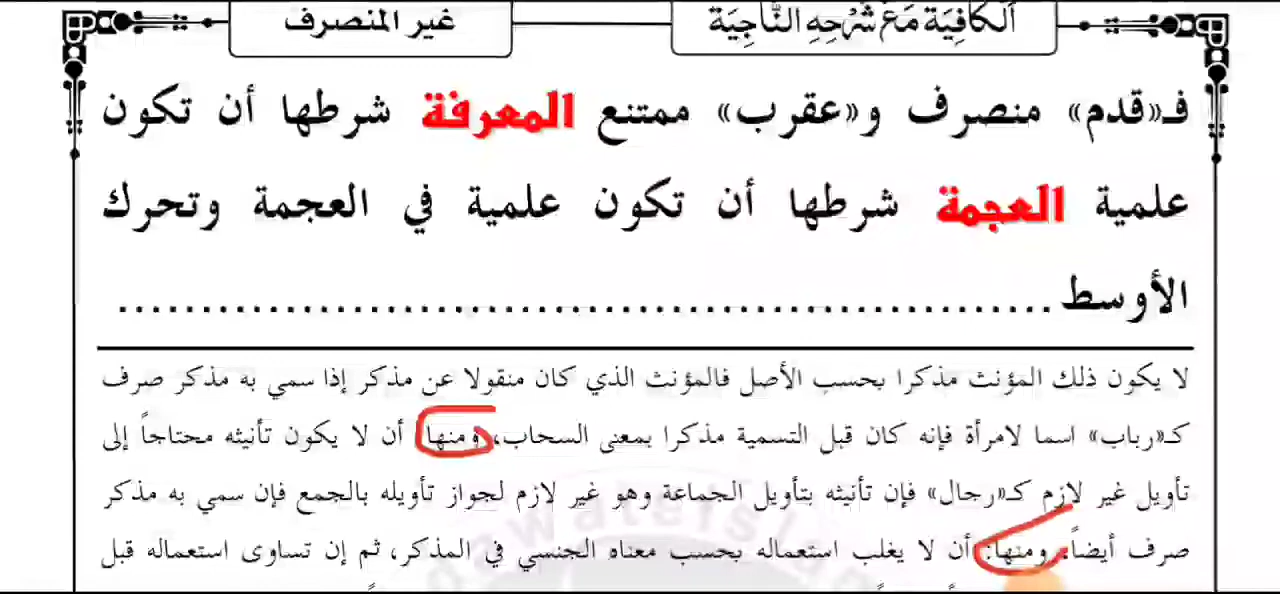 الكَافِيَة مَعَ شَرْحِهِ النَّاجِيَة
غير المنصرف
فـ«قدم» منصرف و«عقرب» ممتنع المعرفة شرطها أن تكون
علمية العجمة شرطها أن تكون علمية في العجمة وتحرك
الأوسط ..................................................
لا يكون ذلك المؤنث مذكرا بحسب الأصل فالمؤنث الذي كان منقولا عن مذكر إذا سمي به مذكر صرف
كـ«رباب» اسما لامرأة فإنه كان قبل التسمية مذكرا بمعنى السحاب، ومنها: أن لا يكون تأنيثه محتاجاً إلى
تأويل غير لازم كـ«رجال» فإن تأنيثه بتأويل الجماعة وهو غير لازم لجواز تأويله بالجمع فإن سمي به مذكر
صرف أيضاً، ومنها: أن لا يغلب استعماله بحسب معناه الجنسي في المذكر، ثم إن تساوى استعماله قبل